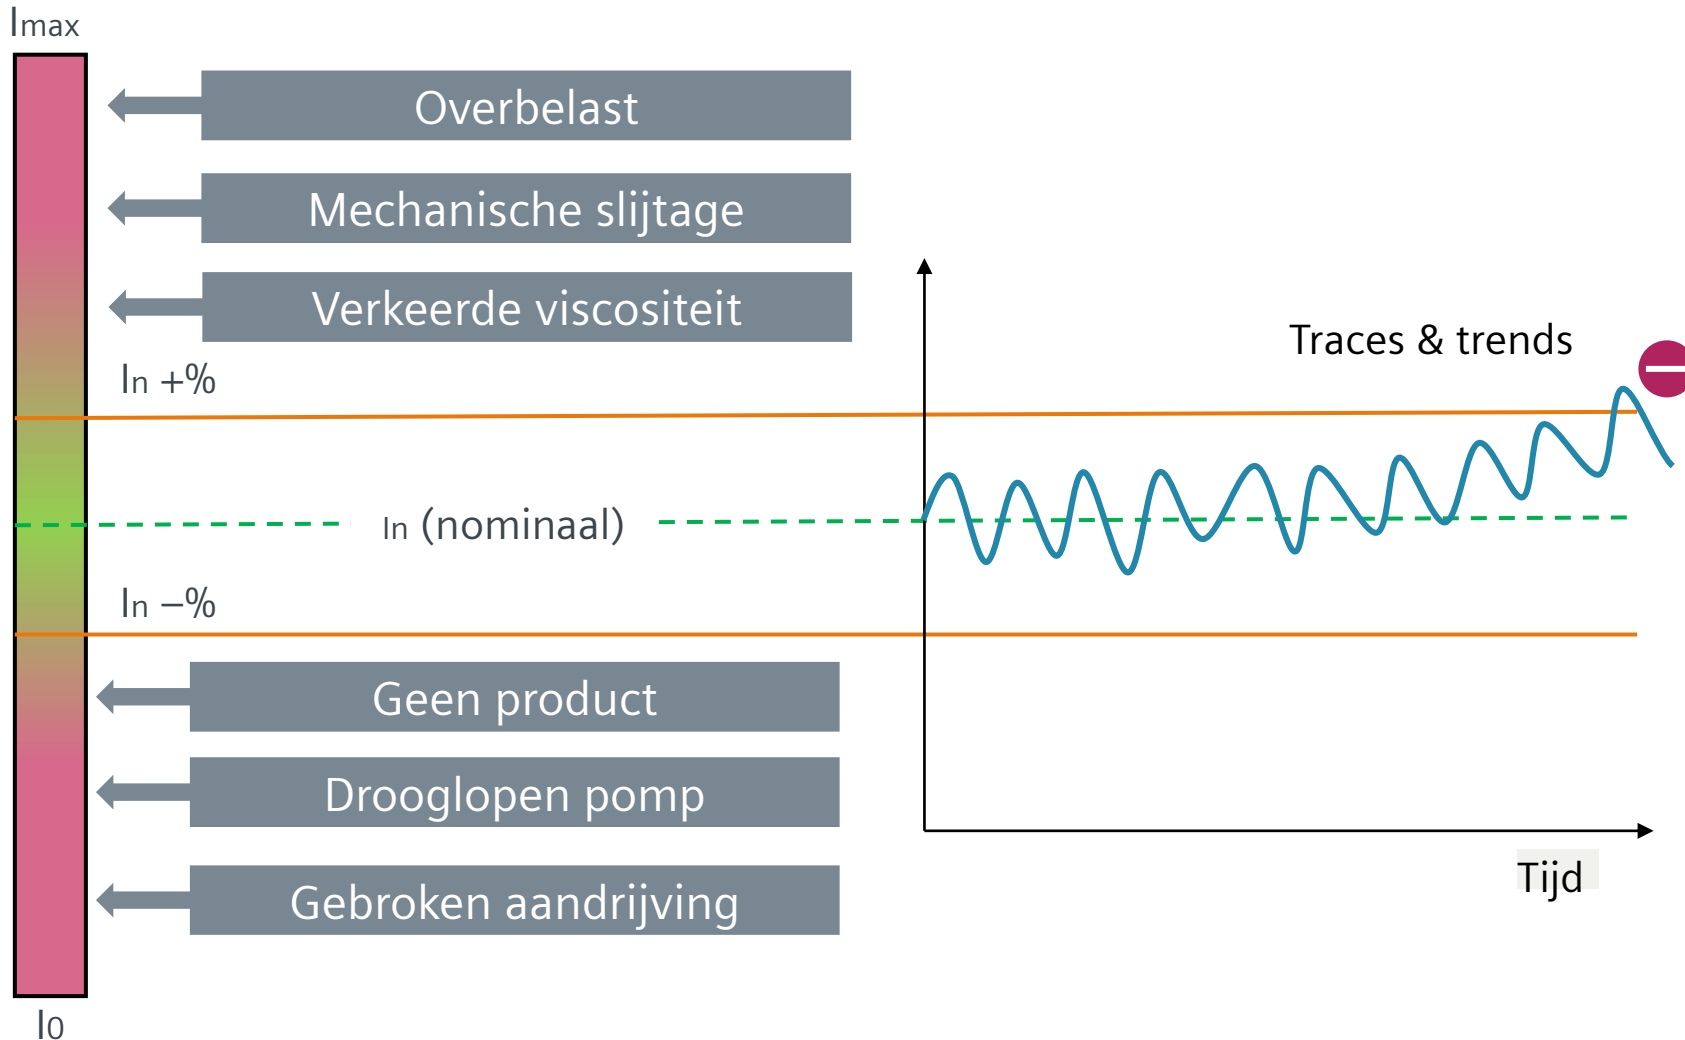 Imax
Overbelast
Mechanische slijtage
Verkeerde viscositeit
In +%
Traces & trends
In (nominaal)
In –%
Geen product
Drooglopen pomp
Gebroken aandrijving
Tijd
I0